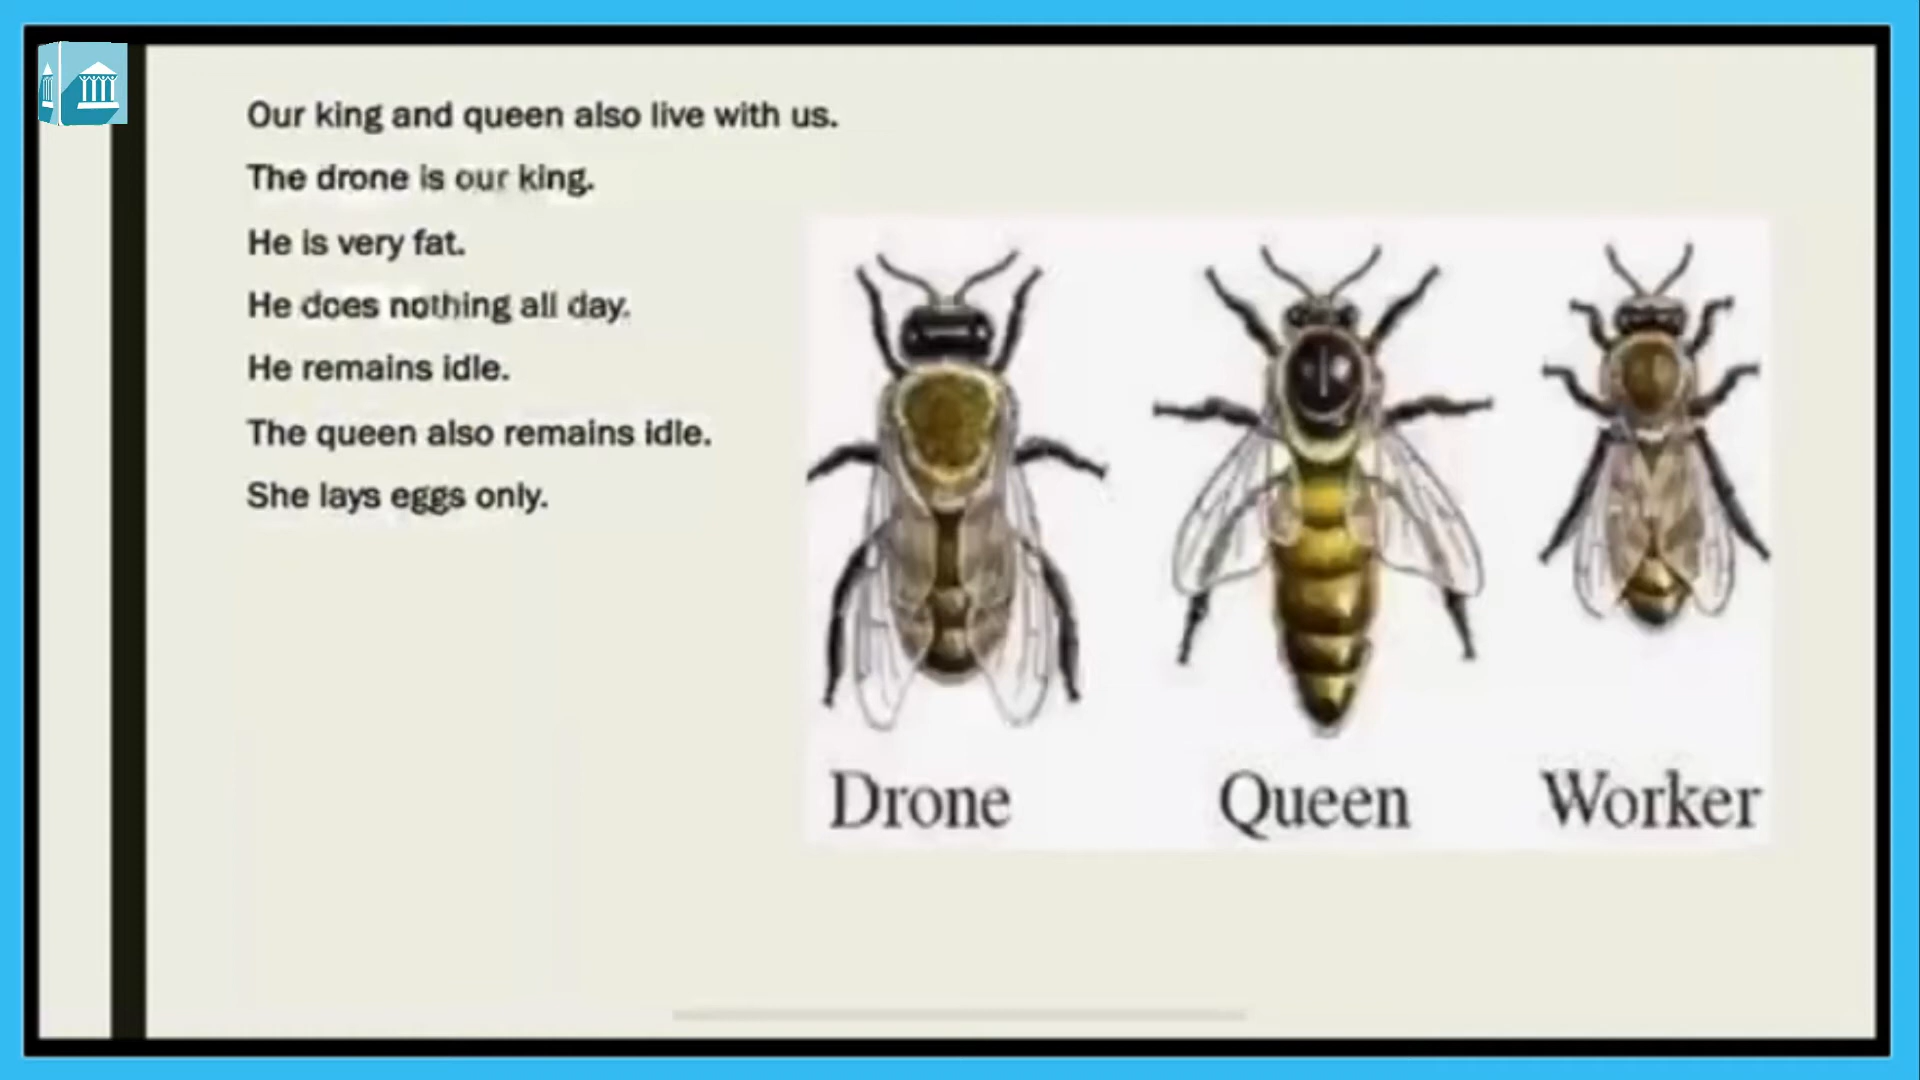 Our king and queen also live with us.
The drone is our king.
He is very fat.
He does nothing all day.
He remains idle.
The queen also remains idle.
She lays eggs only.
Drone Queen Worker